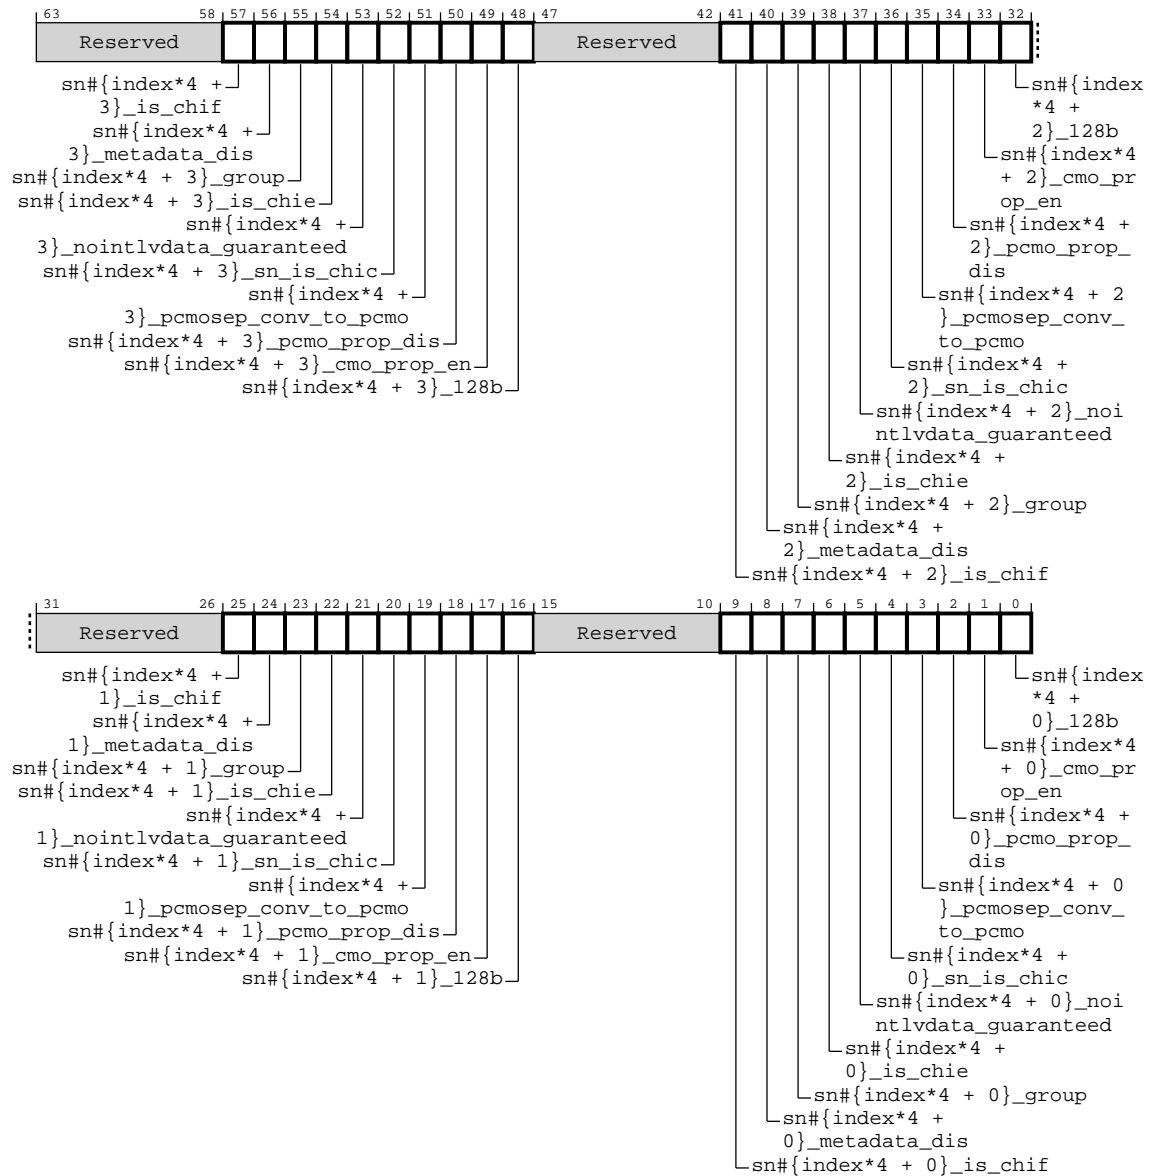 63 58 57 56 55 54 53 52 51 50 49 48 47 42 41 40 39 38 37 36 35 34 33 32
Reserved Reserved
sn#{index*4 +
3}_is_chif
sn#{index*4 +
3}_metadata_dis
sn#{index*4 + 3}_group
sn#{index*4 + 3}_is_chie
sn#{index*4 +
3}_nointlvdata_guaranteed
sn#{index*4 + 3}_sn_is_chic
sn#{index*4 +
3}_pcmosep_conv_to_pcmo
sn#{index*4 + 3}_pcmo_prop_dis
sn#{index*4 + 3}_cmo_prop_en
sn#{index*4 + 3}_128b
sn#{index
*4 +
2}_128b
sn#{index*4
+ 2}_cmo_pr
op_en
sn#{index*4 +
2}_pcmo_prop_
dis
sn#{index*4 + 2
}_pcmosep_conv_
to_pcmo
sn#{index*4 +
2}_sn_is_chic
sn#{index*4 + 2}_noi
ntlvdata_guaranteed
sn#{index*4 +
2}_is_chie
sn#{index*4 + 2}_group
sn#{index*4 +
2}_metadata_dis
sn#{index*4 + 2}_is_chif
31 26 25 24 23 22 21 20 19 18 17 16 15 10 9 8 7 6 5 4 3 2 1 0
Reserved Reserved
sn#{index*4 +
1}_is_chif
sn#{index*4 +
1}_metadata_dis
sn#{index*4 + 1}_group
sn#{index*4 + 1}_is_chie
sn#{index*4 +
1}_nointlvdata_guaranteed
sn#{index*4 + 1}_sn_is_chic
sn#{index*4 +
1}_pcmosep_conv_to_pcmo
sn#{index*4 + 1}_pcmo_prop_dis
sn#{index*4 + 1}_cmo_prop_en
sn#{index*4 + 1}_128b
sn#{index
*4 +
0}_128b
sn#{index*4
+ 0}_cmo_pr
op_en
sn#{index*4 +
0}_pcmo_prop_
dis
sn#{index*4 + 0
}_pcmosep_conv_
to_pcmo
sn#{index*4 +
0}_sn_is_chic
sn#{index*4 + 0}_noi
ntlvdata_guaranteed
sn#{index*4 +
0}_is_chie
sn#{index*4 + 0}_group
sn#{index*4 +
0}_metadata_dis
sn#{index*4 + 0}_is_chif